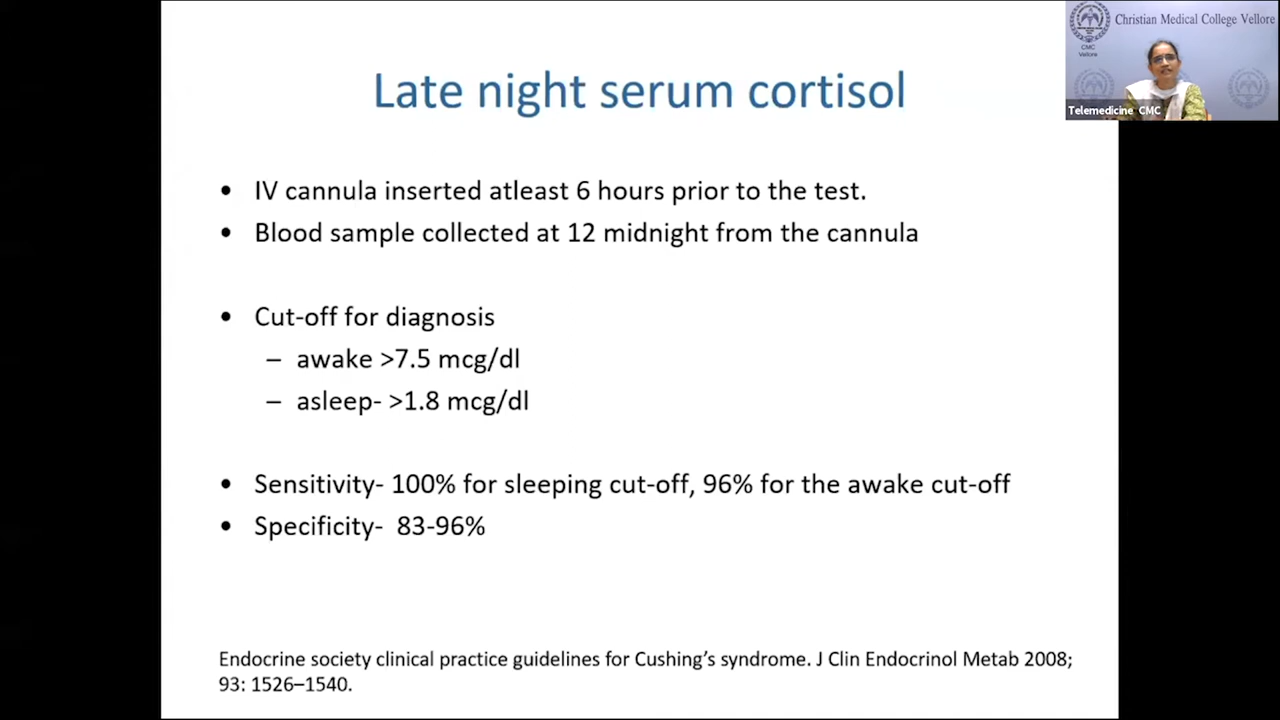 Christian Medical College Vellore
CMC
Vellore
Telemedicine CMC
Late night serum cortisol
• IV cannula inserted atleast 6 hours prior to the test.
• Blood sample collected at 12 midnight from the cannula
• Cut-off for diagnosis
– awake >7.5 mcg/dl
– asleep- >1.8 mcg/dl
• Sensitivity- 100% for sleeping cut-off, 96% for the awake cut-off
• Specificity- 83-96%
Endocrine society clinical practice guidelines for Cushing's syndrome. J Clin Endocrinol Metab 2008;
93: 1526–1540.